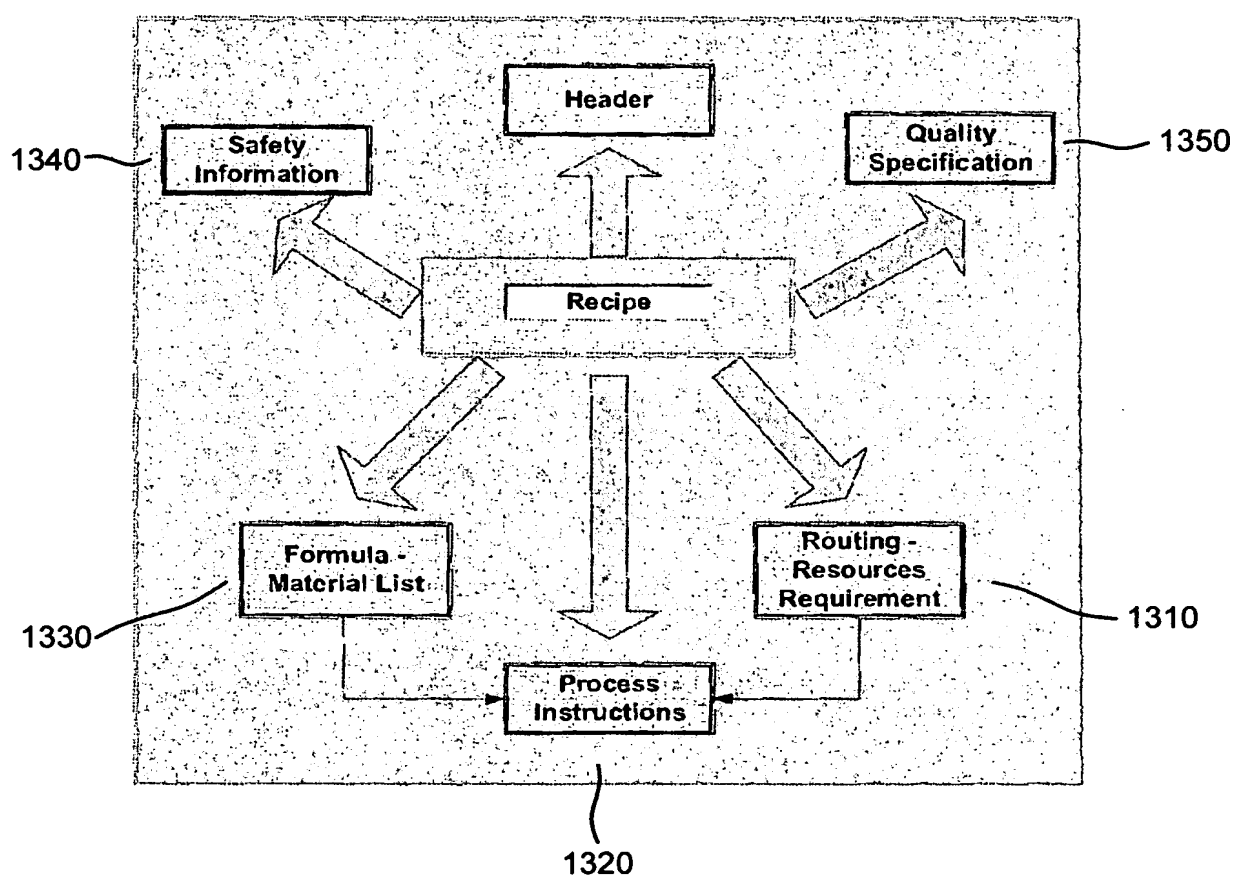 Header
Safety
Information
1340
Quality
Specification
1350
Recipe
Formula -
Material List
1330
Routing -
Resources
Requirement
1310
Process
Instructions
1320